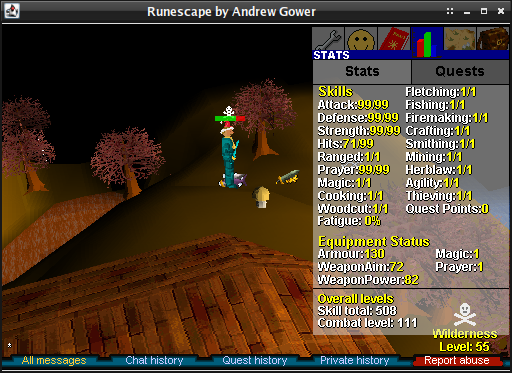 Runescape by Andrew Gower
STATS
Stats Quests
Skills Fletching:1/1
Attack:99/99 Fishing:1/1
Defense:99/99 Firemaking:1/1
Strength:99/99 Crafting:1/1
Hits:71/99 Smithing:1/1
Ranged:1/1 Mining:1/1
Prayer:99/99 Herblaw:1/1
Magic:1/1 Agility:1/1
Cooking:1/1 Thieving:1/1
Woodcut:1/1 Quest Points:0
Fatigue: 0%
Equipment Status
Armour:130 Magic:1
WeaponAim:72 Prayer:1
WeaponPower:82
Overall levels
Skill total: 508
Combat level: 111
Wilderness
Level: 55
*
All messages Chat history Quest history Private history Report abuse